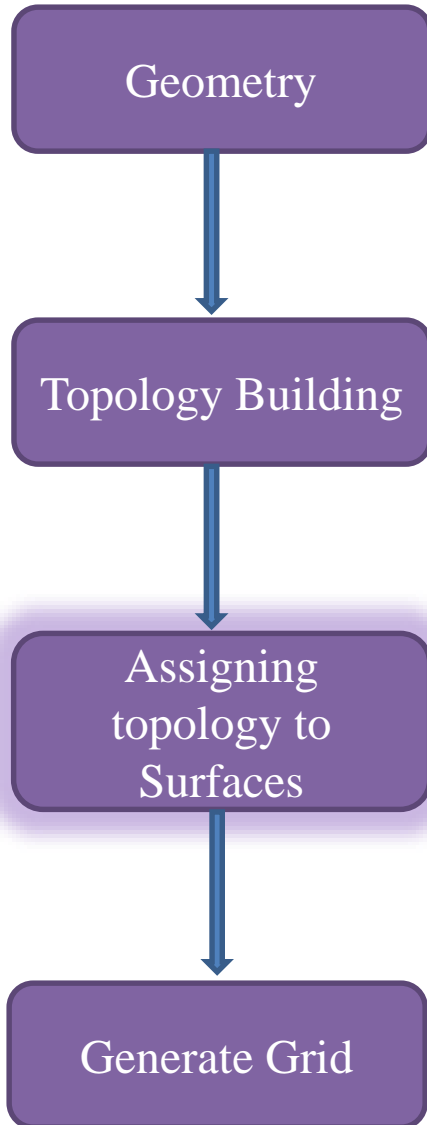 Geometry
Topology Building
Assigning
topology to
Surfaces
Generate Grid